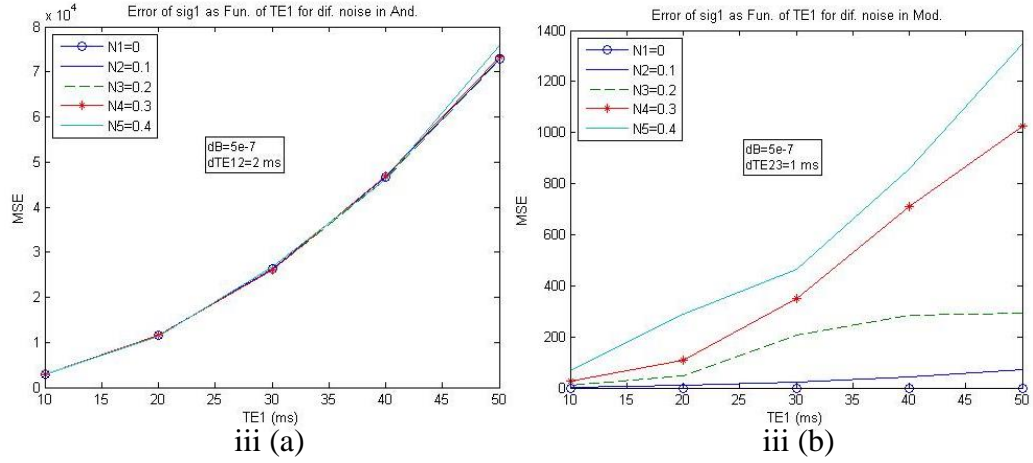 Error of sig1 as Fun. of TE1 for dif. noise in And.
x 10^4
8
7
6
5
4
3
2
1
0
MSE
N1=0
N2=0.1
N3=0.2
N4=0.3
N5=0.4
dB=5e-7
dTE12=2 ms
10 15 20 25 30 35 40 45 50
TE1 (ms)
iii (a)
Error of sig1 as Fun. of TE1 for dif. noise in Mod.
1400
1200
1000
800
600
400
200
0
MSE
N1=0
N2=0.1
N3=0.2
N4=0.3
N5=0.4
dB=5e-7
dTE23=1 ms
10 15 20 25 30 35 40 45 50
TE1 (ms)
iii (b)